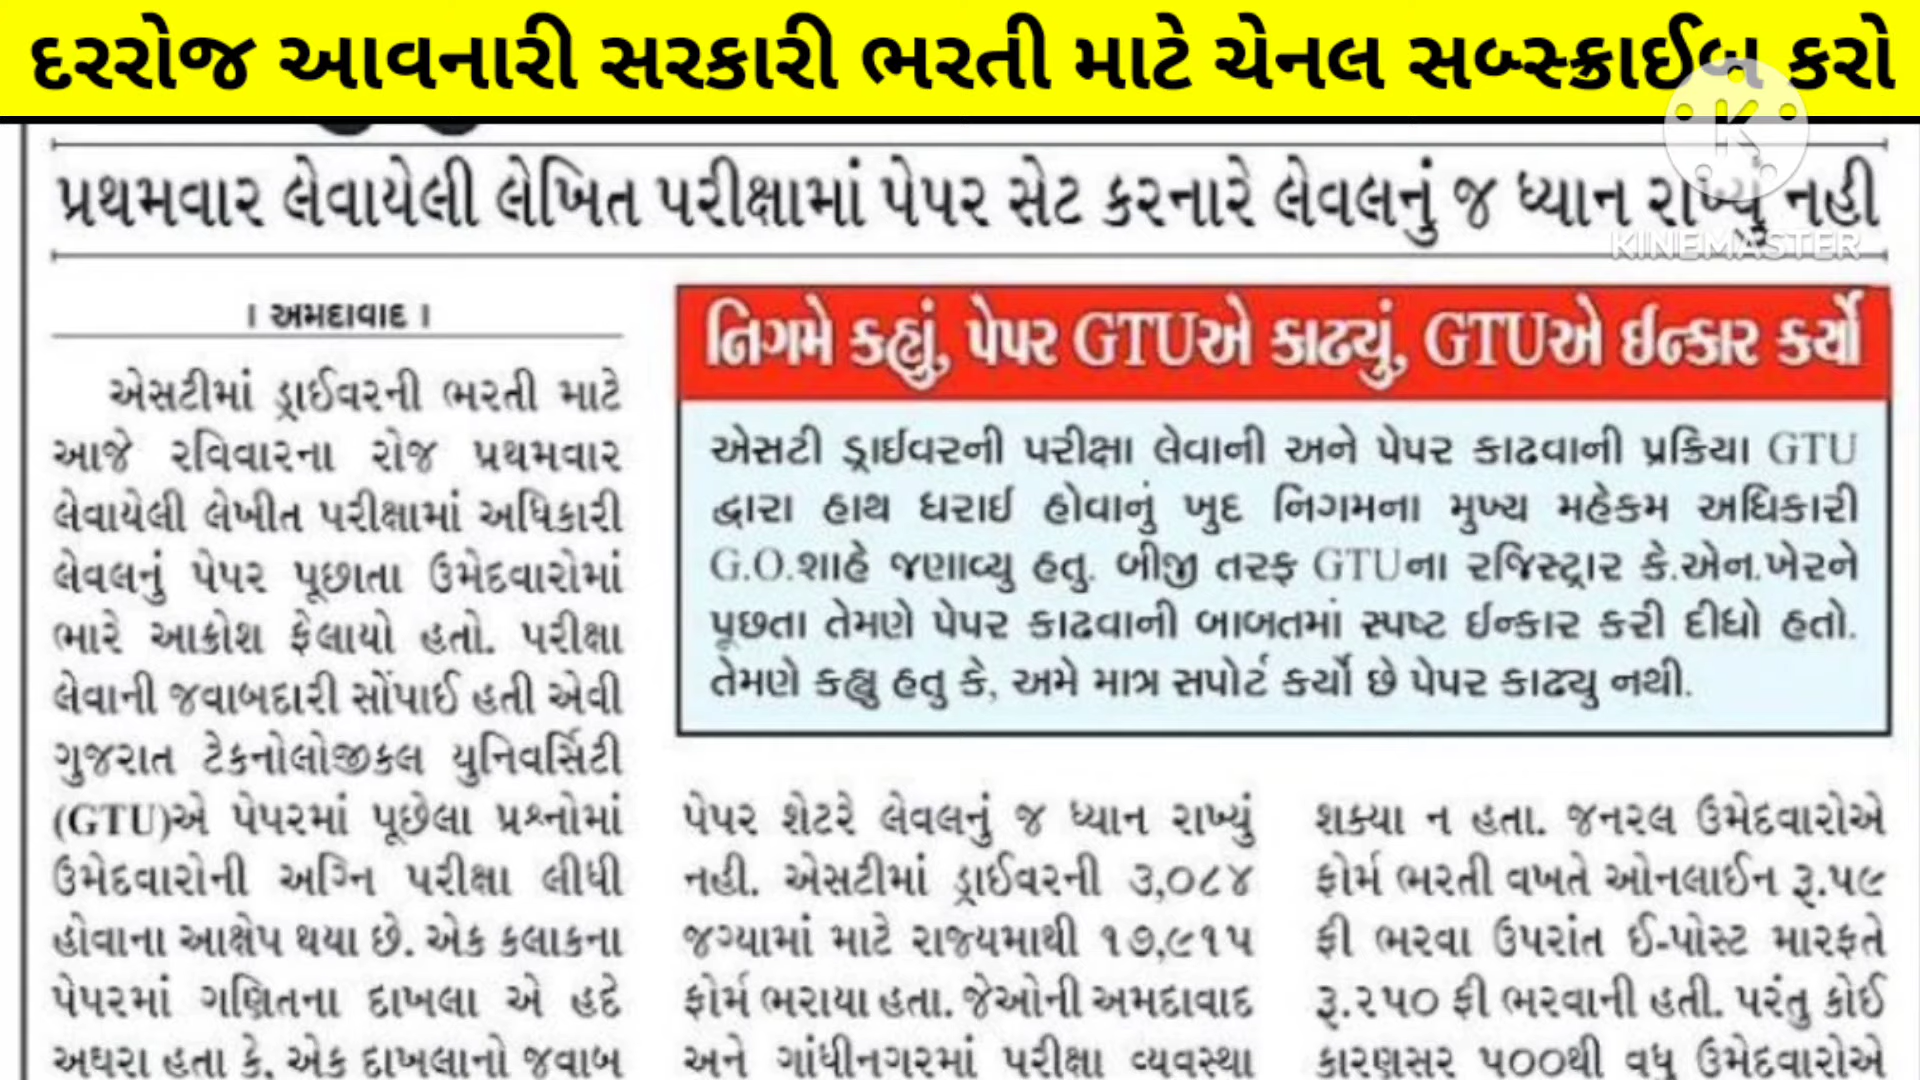 દરરોજ આવનારી સરકારી ભરતી માટે ચેનલ સબ્સ્ક્રાઈબ કરો
KINEMASTER
પ્રથમવાર લેવાયેલી લેખિત પરીક્ષામાં પેપર સેટ કરનારે લેવલનું જ ધ્યાન રાખ્યું નહી
। અમદાવાદ ।
એસટીમાં ડ્રાઈવરની ભરતી માટે
આજે રવિવારના રોજ પ્રથમવાર
લેવાયેલી લેખીત પરીક્ષામાં અધિકારી
લેવલનું પેપર પૂછાતા ઉમેદવારોમાં
ભારે આક્રોશ ફેલાયો હતો. પરીક્ષા
લેવાની જવાબદારી સોંપાઈ હતી એવી
ગુજરાત ટેકનોલોજીકલ યુનિવર્સિટી
(GTU)એ પેપરમાં પૂછેલા પ્રશ્નોમાં
ઉમેદવારોની અગ્નિ પરીક્ષા લીધી
હોવાના આક્ષેપ થયા છે. એક કલાકના
પેપરમાં ગણિતના દાખલા એ હદે
અઘરા હતા કે, એક દાખલાનો જવાબ
નિગમે કહ્યું, પેપર GTUએ કાઢ્યું, GTUએ ઈન્કાર કર્યો
એસટી ડ્રાઈવરની પરીક્ષા લેવાની અને પેપર કાઢવાની પ્રક્રિયા GTU
દ્વારા હાથ ધરાઈ હોવાનું ખુદ નિગમના મુખ્ય મહેકમ અધિકારી
G.O.શાહે જણાવ્યુ હતુ. બીજી તરફ GTUના રજિસ્ટ્રાર કે.એન.ખેરને
પૂછતા તેમણે પેપર કાઢવાની બાબતમાં સ્પષ્ટ ઈન્કાર કરી દીધો હતો.
તેમણે કહ્યુ હતુ કે, અમે માત્ર સપોર્ટ કર્યો છે પેપર કાઢ્યુ નથી.
પેપર શેટરે લેવલનું જ ધ્યાન રાખ્યું
નહી. એસટીમાં ડ્રાઈવરની ૩,૦૮૪
જગ્યામાં માટે રાજ્યમાથી ૧૭,૯૧૫
ફોર્મ ભરાયા હતા. જેઓની અમદાવાદ
અને ગાંધીનગરમાં પરીક્ષા વ્યવસ્થા
શક્યા ન હતા. જનરલ ઉમેદવારોએ
ફોર્મ ભરતી વખતે ઓનલાઈન રૂ.૫૯
ફી ભરવા ઉપરાંત ઈ-પોસ્ટ મારફતે
રૂ.૨૫૦ ફી ભરવાની હતી. પરંતુ કોઈ
કારણસર ૫૦૦થી વધુ ઉમેદવારોએ